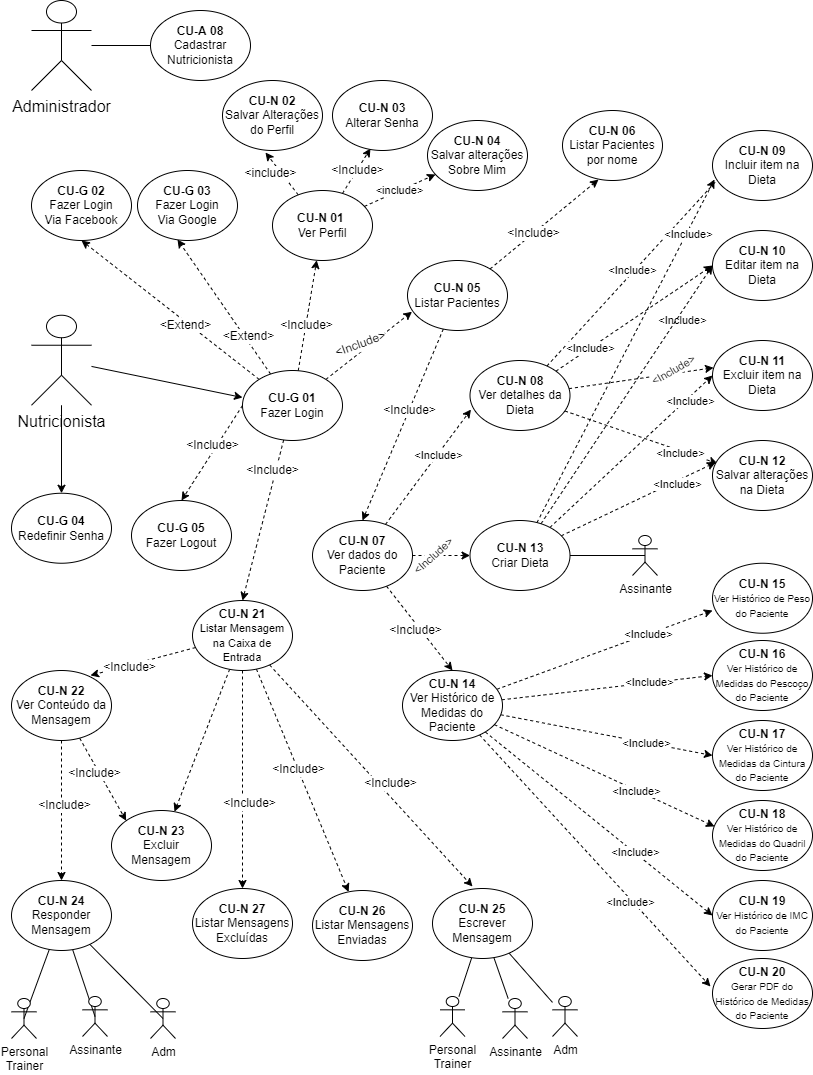 CU-A 08
Cadastrar
Nutricionista
Administrador
CU-N 02
Salvar Alterações
do Perfil
CU-N 03
Alterar Senha
CU-N 04
Salvar alterações
Sobre Mim
CU-N 06
Listar Pacientes
por nome
CU-N 09
Incluir item na
Dieta
<include>
<Include>
<include>
CU-G 02
Fazer Login
Via Facebook
CU-G 03
Fazer Login
Via Google
CU-N 01
Ver Perfil
<Include>
<Include>
CU-N 10
Editar item na
Dieta
<Include>
CU-N 05
Listar Pacientes
<Extend>
<Extend>
<Include>
<Include>
<Include>
<Include>
CU-N 11
Excluir item na
Dieta
<Include>
<Include>
Nutricionista
CU-G 01
Fazer Login
CU-N 08
Ver detalhes da
Dieta
<Include>
<Include>
<Include>
<Include>
<Include>
<Include>
<Include>
CU-N 12
Salvar alterações
na Dieta
CU-G 04
Redefinir Senha
CU-G 05
Fazer Logout
CU-N 07
Ver dados do
Paciente
<Include>
CU-N 13
Criar Dieta
Assinante
CU-N 15
Ver Histórico de Peso
do Paciente
CU-N 21
Listar Mensagem
na Caixa de
Entrada
<Include>
<Include>
<Include>
CU-N 16
Ver Histórico de
Medidas do Pescoço
do Paciente
CU-N 22
Ver Conteúdo da
Mensagem
CU-N 14
Ver Histórico de
Medidas do
Paciente
<Include>
<Include>
CU-N 17
Ver Histórico de
Medidas da Cintura
do Paciente
<Include>
<Include>
<Include>
<Include>
<Include>
<Include>
CU-N 18
Ver Histórico de
Medidas do Quadril
do Paciente
CU-N 23
Excluir
Mensagem
<Include>
CU-N 24
Responder
Mensagem
CU-N 27
Listar Mensagens
Excluídas
CU-N 26
Listar Mensagens
Enviadas
CU-N 25
Escrever
Mensagem
<Include>
CU-N 19
Ver Histórico de IMC
do Paciente
CU-N 20
Gerar PDF do
Histórico de Medidas
do Paciente
Personal
Trainer
Assinante
Adm
Personal
Trainer
Assinante
Adm